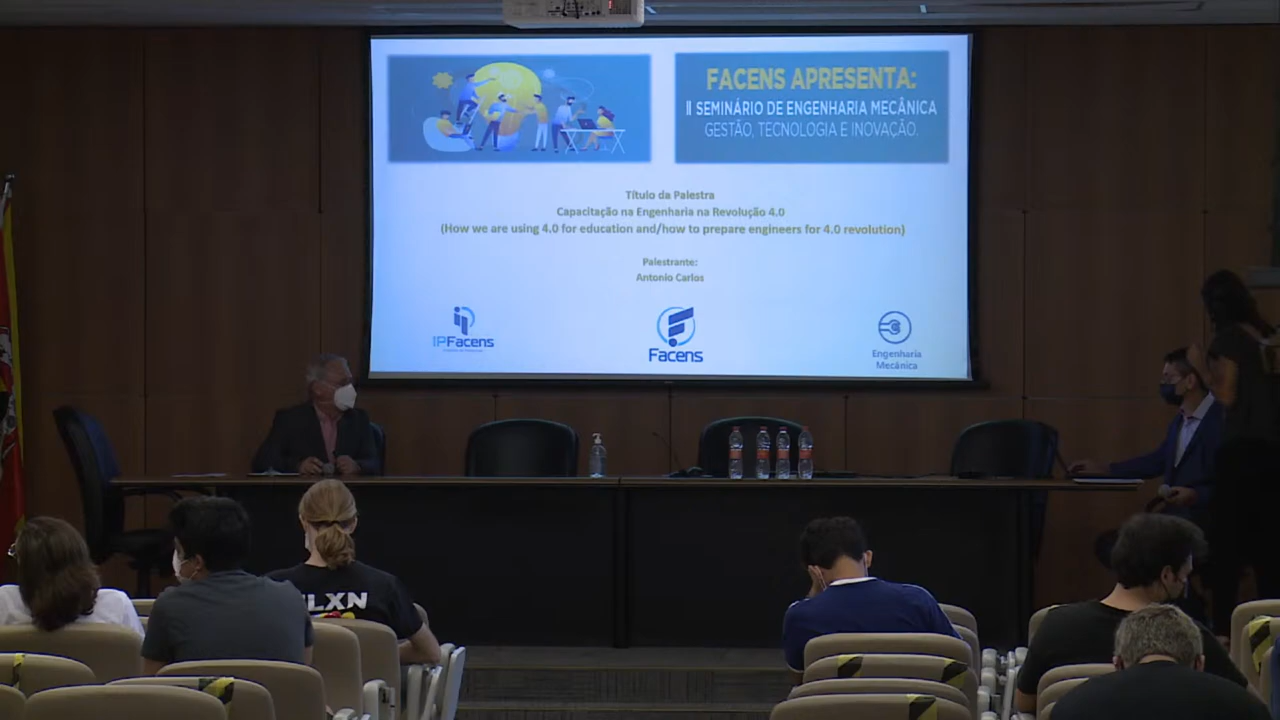 FACENS APRESENTA:
II SEMINÁRIO DE ENGENHARIA MECÂNICA
GESTÃO, TECNOLOGIA E INOVAÇÃO.
Título da Palestra
Capacitação na Engenharia na Revolução 4.0
(How we are using 4.0 for education and/how to prepare engineers for 4.0 revolution)
Palestrante:
Antonio Carlos
IPFacens
Facens
Engenharia
Mecânica
LXN